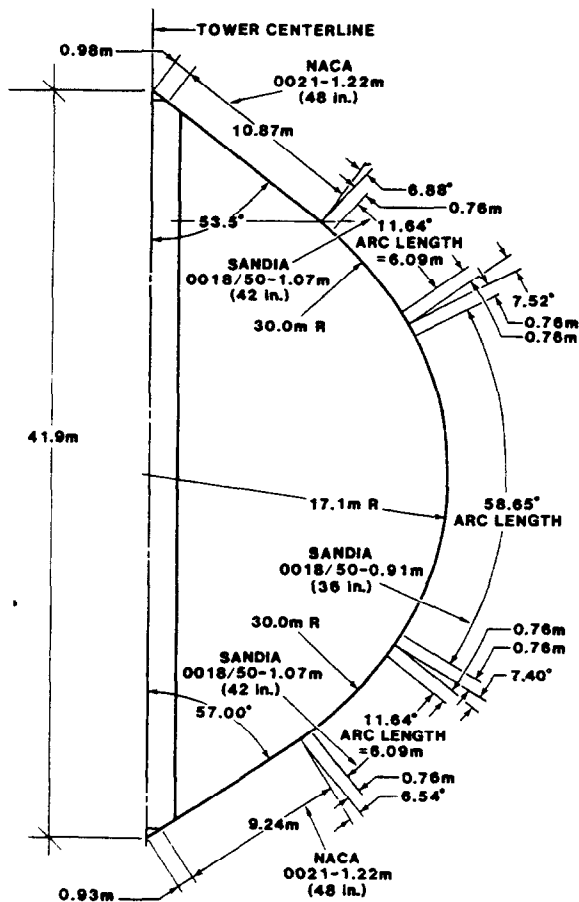 TOWER CENTERLINE
0.98m
NACA
0021-1.22m
(48 in.)
10.87m
6.88°
0.76m
53.5°
11.64°
ARC LENGTH
=6.09m
SANDIA
0018/50-1.07m
(42 in.)
7.52°
0.76m
0.76m
30.0m R
41.9m
17.1m R
58.65°
ARC LENGTH
SANDIA
0018/50-0.91m
(36 in.)
30.0m R
0.76m
0.76m
SANDIA
0018/50-1.07m
(42 in.)
7.40°
57.00°
11.64°
ARC LENGTH
=6.09m
0.76m
6.54°
9.24m
NACA
0021-1.22m
(48 in.)
0.93m